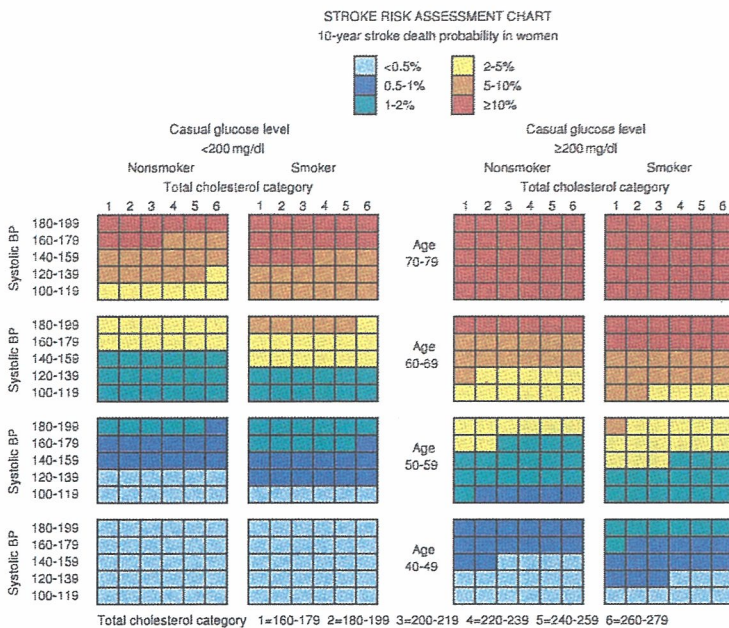 STROKE RISK ASSESSMENT CHART
10-year stroke death probability in women
<0.5% 2-5%
0.5-1% 5-10%
1-2% ≥10%
Casual glucose level Casual glucose level
<200 mg/dl ≥200 mg/dl
Nonsmoker Smoker Nonsmoker Smoker
Total cholesterol category Total cholesterol category
1 2 3 4 5 6 1 2 3 4 5 6 1 2 3 4 5 6 1 2 3 4 5 6
Systolic BP
180-199
160-179
140-159
120-139
100-119
Age
70-79
Systolic BP
180-199
160-179
140-159
120-139
100-119
Age
60-69
Systolic BP
180-199
160-179
140-159
120-139
100-119
Age
50-59
Systolic BP
180-199
160-179
140-159
120-139
100-119
Age
40-49
Total cholesterol category 1=160-179 2=180-199 3=200-219 4=220-239 5=240-259 6=260-279